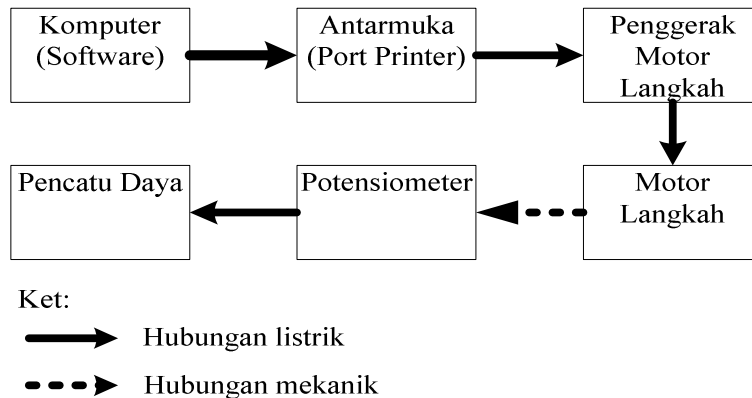 Komputer
(Software)
Antarmuka
(Port Printer)
Penggerak
Motor
Langkah
Pencatu Daya
Potensiometer
Motor
Langkah
Ket:
Hubungan listrik
Hubungan mekanik